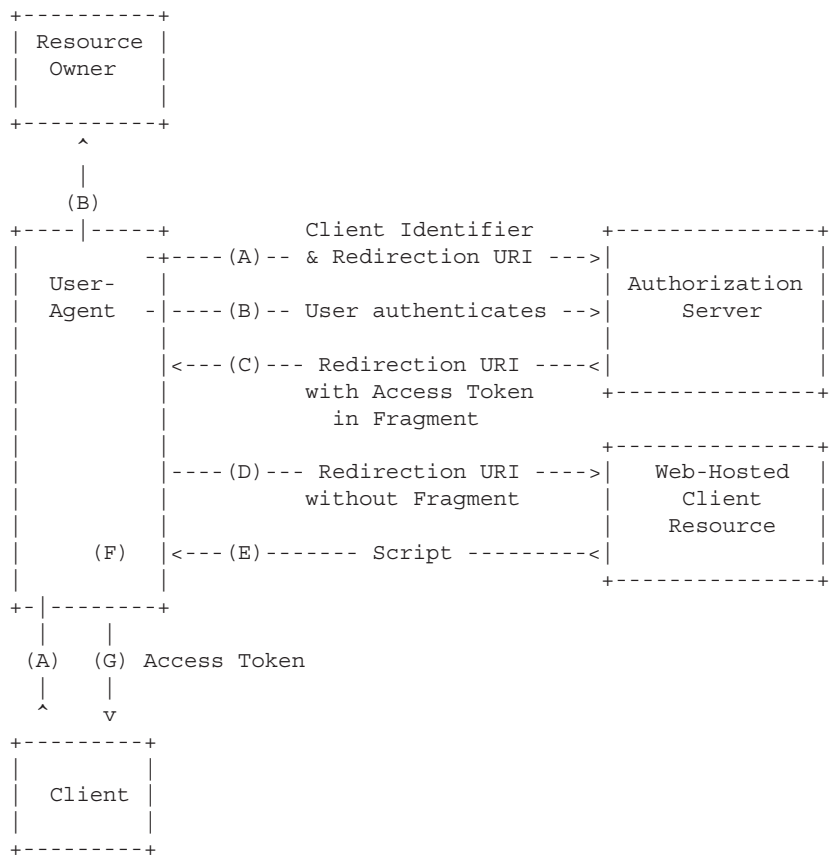 +----------+
| Resource |
|  Owner   |
|          |
+----------+
     ^
     |
    (B)
+----|-----+          Client Identifier     +---------------+
|         -+----(A)-- & Redirection URI --->|               |
|  User-   |                                | Authorization |
|  Agent  -|----(B)-- User authenticates -->|     Server    |
|          |                                |               |
|          |<---(C)--- Redirection URI ----<|               |
|          |          with Access Token     +---------------+
|          |            in Fragment
|          |                                +---------------+
|          |----(D)--- Redirection URI ---->|   Web-Hosted  |
|          |          without Fragment      |     Client    |
|          |                                |    Resource   |
|     (F)  |<---(E)------- Script ---------<|               |
|          |                                +---------------+
+-|--------+
  |    |
 (A)  (G) Access Token
  |    |
  ^    v
+---------+
|         |
|  Client |
|         |
+---------+